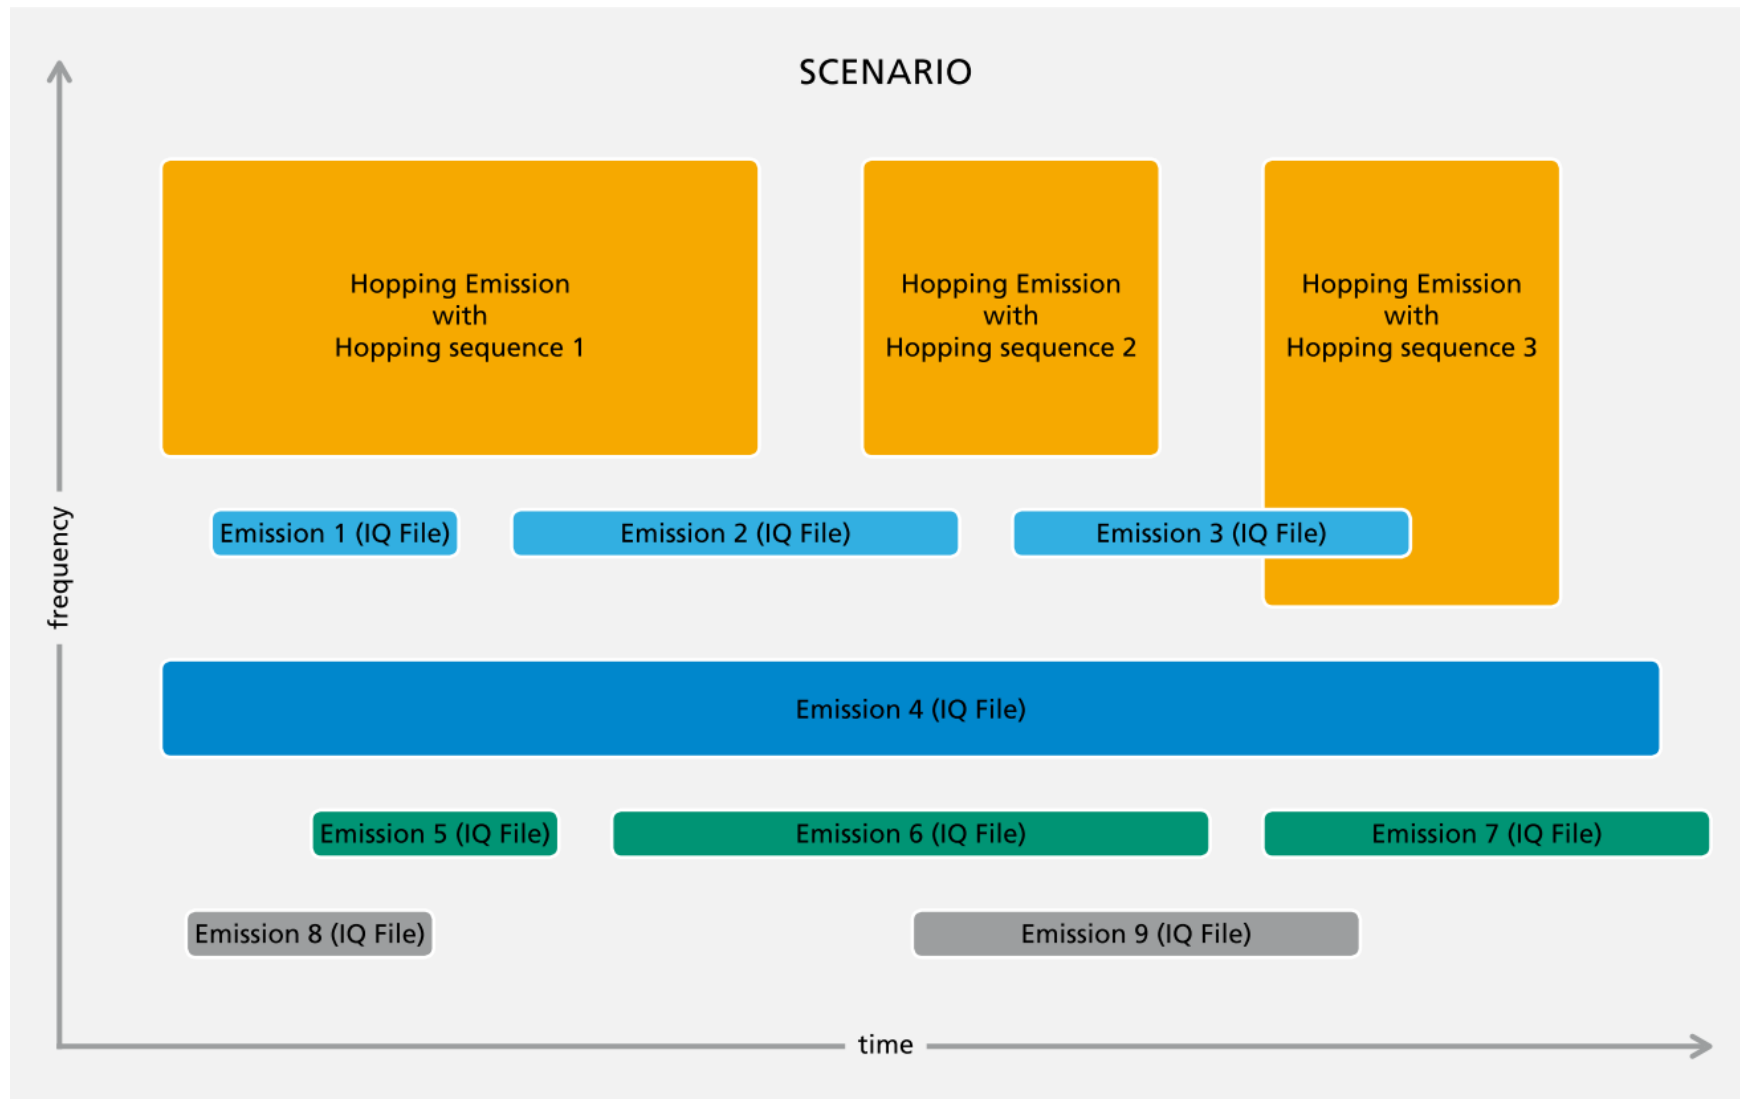 SCENARIO
Hopping Emission
with
Hopping sequence 1
Hopping Emission
with
Hopping sequence 2
Hopping Emission
with
Hopping sequence 3
Emission 1 (IQ File)
Emission 2 (IQ File)
Emission 3 (IQ File)
frequency
Emission 4 (IQ File)
Emission 5 (IQ File)
Emission 6 (IQ File)
Emission 7 (IQ File)
Emission 8 (IQ File)
Emission 9 (IQ File)
time